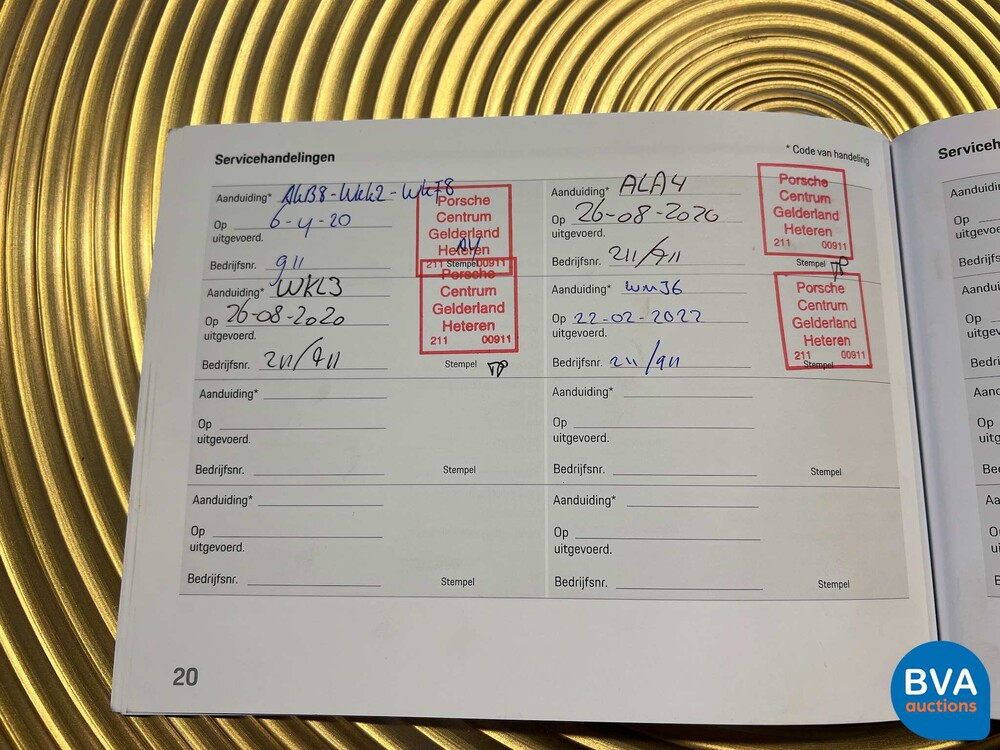 Servicehandelingen
* Code van handeling
Aanduiding* AKB8-WKK2-WKF8
Op 6-4-20
uitgevoerd.
Bedrijfsnr. 911
Porsche
Centrum
Gelderland
Heteren
211 Stempel 00911
Aanduiding* ALA4
Op 26-08-2020
uitgevoerd.
Bedrijfsnr. 211/911
Porsche
Centrum
Gelderland
Heteren
211 00911
Stempel
Aanduiding* WKL3
Op 26-08-2020
uitgevoerd.
Bedrijfsnr. 211/911
Porsche
Centrum
Gelderland
Heteren
211 00911
Stempel
Aanduiding* WMJ6
Op 22-02-2022
uitgevoerd.
Bedrijfsnr. 211/911
Porsche
Centrum
Gelderland
Heteren
211 00911
Stempel
Aanduiding*
Op
uitgevoerd.
Bedrijfsnr.
Stempel
Aanduiding*
Op
uitgevoerd.
Bedrijfsnr.
Stempel
Aanduiding*
Op
uitgevoerd.
Bedrijfsnr.
Stempel
Aanduiding*
Op
uitgevoerd.
Bedrijfsnr.
Stempel
20
BVA
auctions